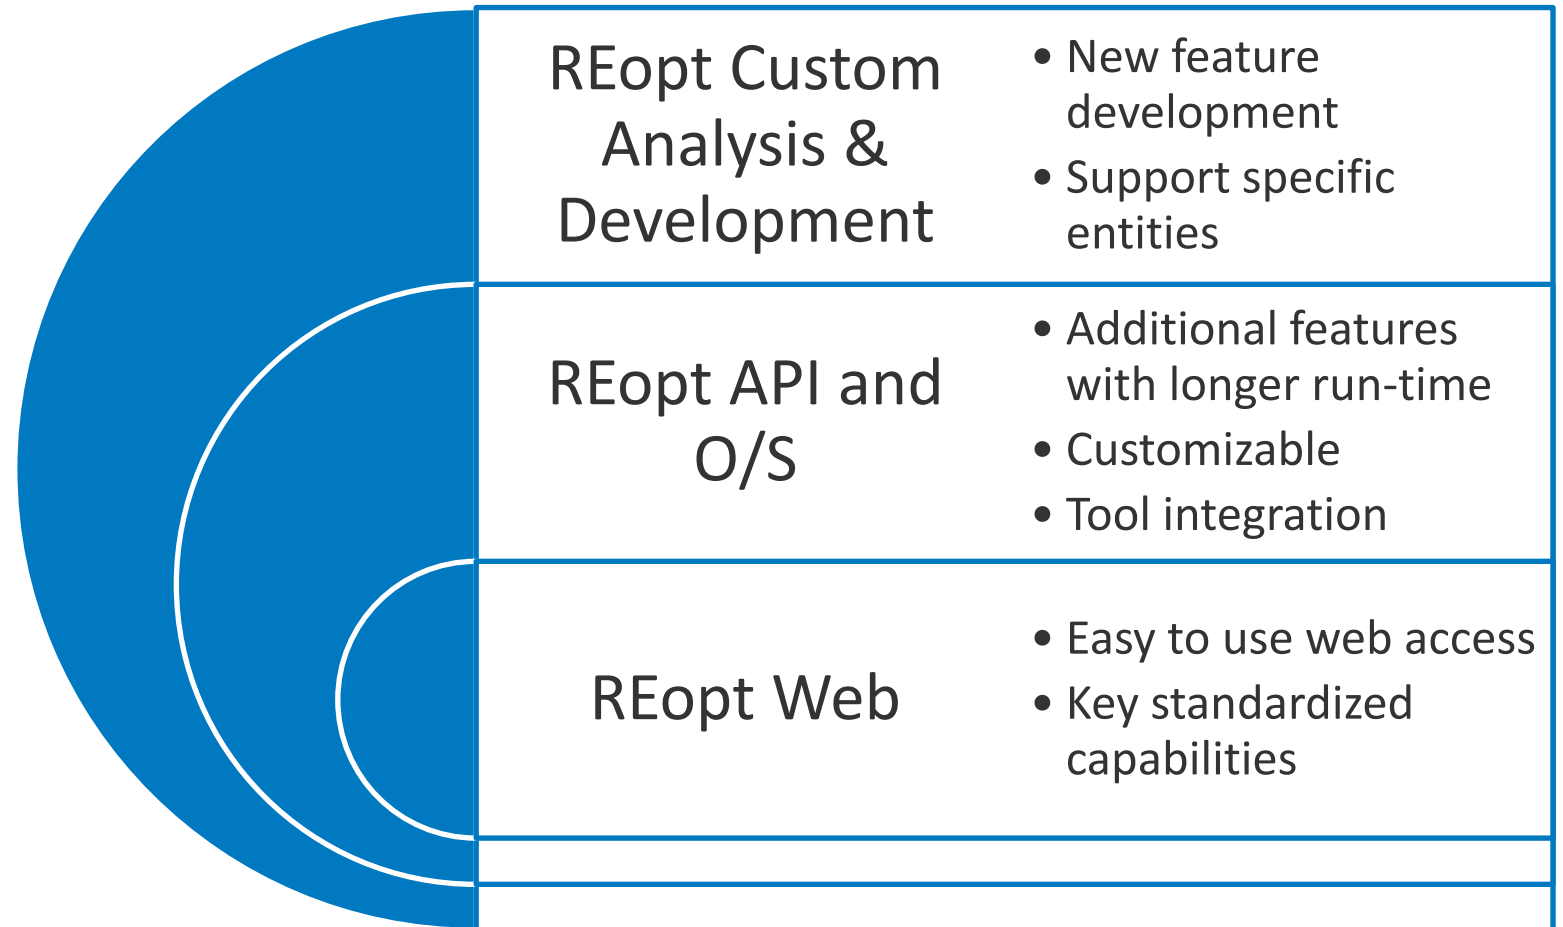 REopt Custom
Analysis &
Development
• New feature
development
• Support specific
entities
REopt API and
O/S
• Additional features
with longer run-time
• Customizable
• Tool integration
REopt Web
• Easy to use web access
• Key standardized
capabilities